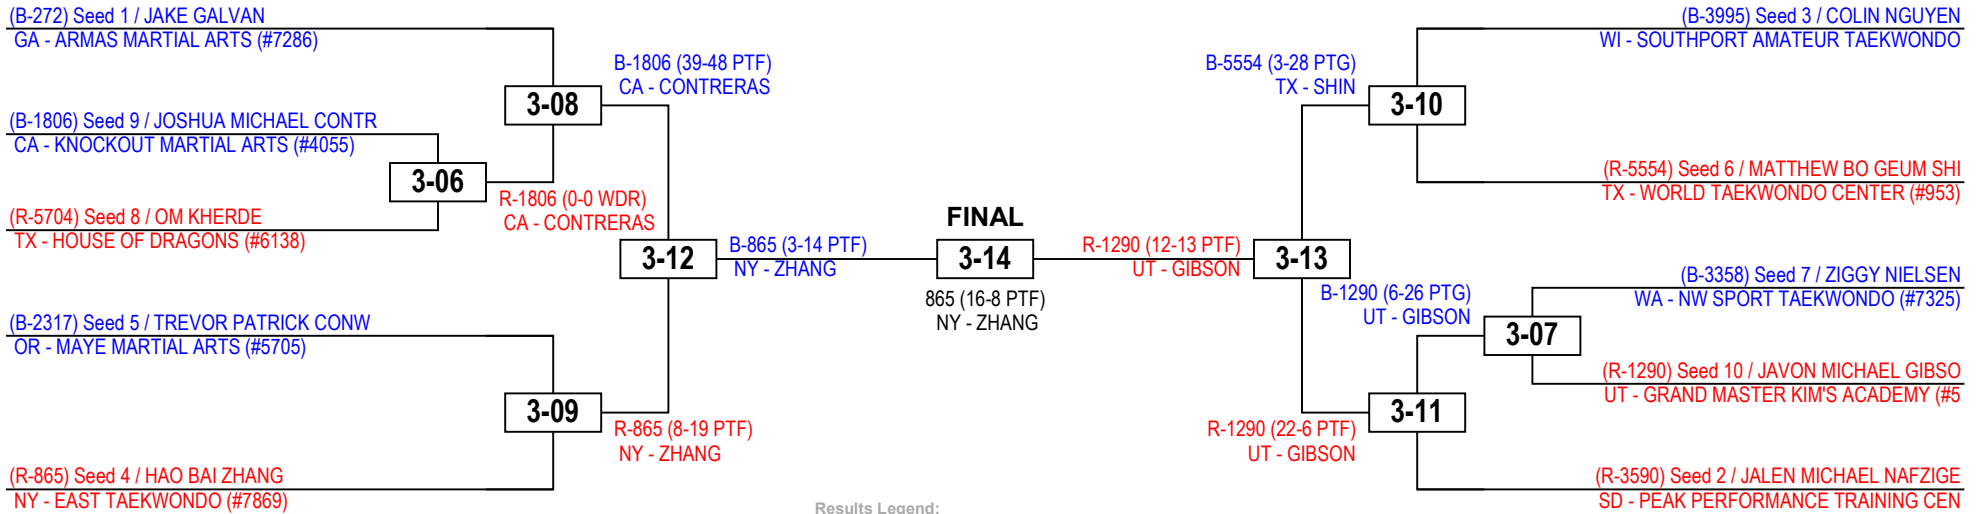 (B-272) Seed 1 / JAKE GALVAN
GA - ARMAS MARTIAL ARTS (#7286)
(B-1806) Seed 9 / JOSHUA MICHAEL CONTR
CA - KNOCKOUT MARTIAL ARTS (#4055)
(R-5704) Seed 8 / OM KHERDE
TX - HOUSE OF DRAGONS (#6138)
(B-2317) Seed 5 / TREVOR PATRICK CONW
OR - MAYE MARTIAL ARTS (#5705)
(R-865) Seed 4 / HAO BAI ZHANG
NY - EAST TAEKWONDO (#7869)
3-06
R-1806 (0-0 WDR)
CA - CONTRERAS
3-08
B-1806 (39-48 PTF)
CA - CONTRERAS
3-09
R-865 (8-19 PTF)
NY - ZHANG
3-12
B-865 (3-14 PTF)
NY - ZHANG
FINAL
3-14
865 (16-8 PTF)
NY - ZHANG
R-1290 (12-13 PTF)
UT - GIBSON
3-13
B-5554 (3-28 PTG)
TX - SHIN
3-10
B-1290 (6-26 PTG)
UT - GIBSON
3-07
R-1290 (22-6 PTF)
UT - GIBSON
3-11
(B-3995) Seed 3 / COLIN NGUYEN
WI - SOUTHPORT AMATEUR TAEKWONDO
(R-5554) Seed 6 / MATTHEW BO GEUM SHI
TX - WORLD TAEKWONDO CENTER (#953)
(B-3358) Seed 7 / ZIGGY NIELSEN
WA - NW SPORT TAEKWONDO (#7325)
(R-1290) Seed 10 / JAVON MICHAEL GIBSO
UT - GRAND MASTER KIM'S ACADEMY (#5
(R-3590) Seed 2 / JALEN MICHAEL NAFZIGE
SD - PEAK PERFORMANCE TRAINING CEN
Results Legend: